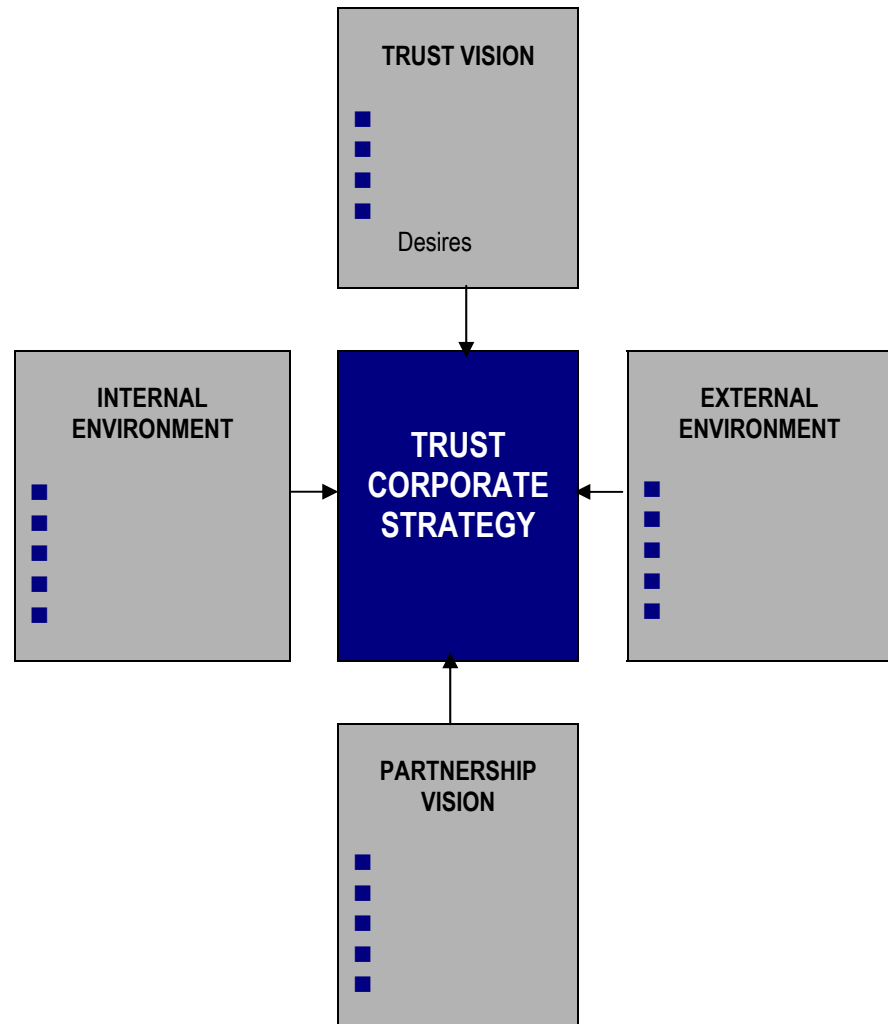 TRUST VISION
Desires
INTERNAL
ENVIRONMENT
TRUST
CORPORATE
STRATEGY
EXTERNAL
ENVIRONMENT
PARTNERSHIP
VISION